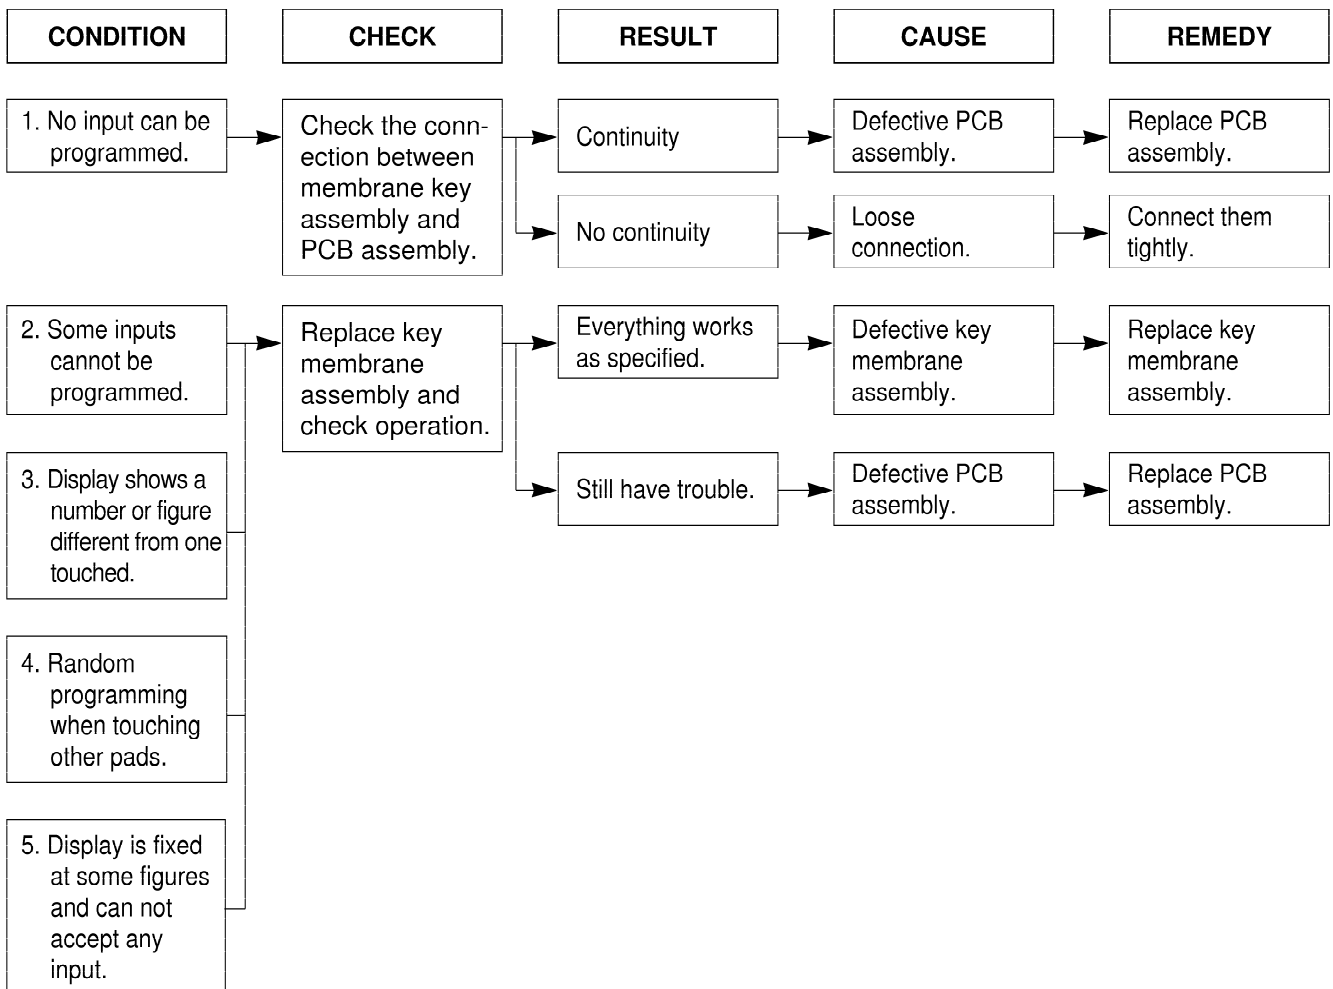 CONDITION
CHECK
RESULT
CAUSE
REMEDY
1. No input can be
programmed.
Check the conn-
ection between
membrane key
assembly and
PCB assembly.
Continuity
Defective PCB
assembly.
Replace PCB
assembly.
No continuity
Loose
connection.
Connect them
tightly.
2. Some inputs
cannot be
programmed.
Replace key
membrane
assembly and
check operation.
Everything works
as specified.
Defective key
membrane
assembly.
Replace key
membrane
assembly.
3. Display shows a
number or figure
different from one
touched.
Still have trouble.
Defective PCB
assembly.
Replace PCB
assembly.
4. Random
programming
when touching
other pads.
5. Display is fixed
at some figures
and can not
accept any
input.